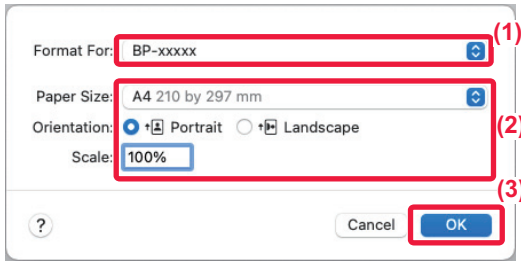 (1)
Format For: BP-xxxxx
Paper Size: A4 210 by 297 mm
Orientation: Portrait Landscape
(2)
Scale: 100%
(3)
? Cancel OK